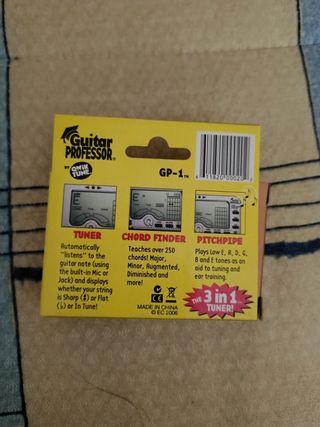 Guitar
PROFESSOR®
BY QWIK TUNE
GP-1™
TUNER
Automatically
"listens" to the
guitar note (using
the built-in Mic or
Jack) and displays
whether your string
is Sharp (♯) or Flat
(♭) or In Tune!
CHORD FINDER
Teaches over 250
chords! Major,
Minor, Augmented,
Diminished and
more!
CE
MADE IN CHINA
© EC 2006
PITCHPIPE
Plays Low E, A, D, G,
B and E tones as an
aid to tuning and
ear training.
THE 3 in 1
TUNER!